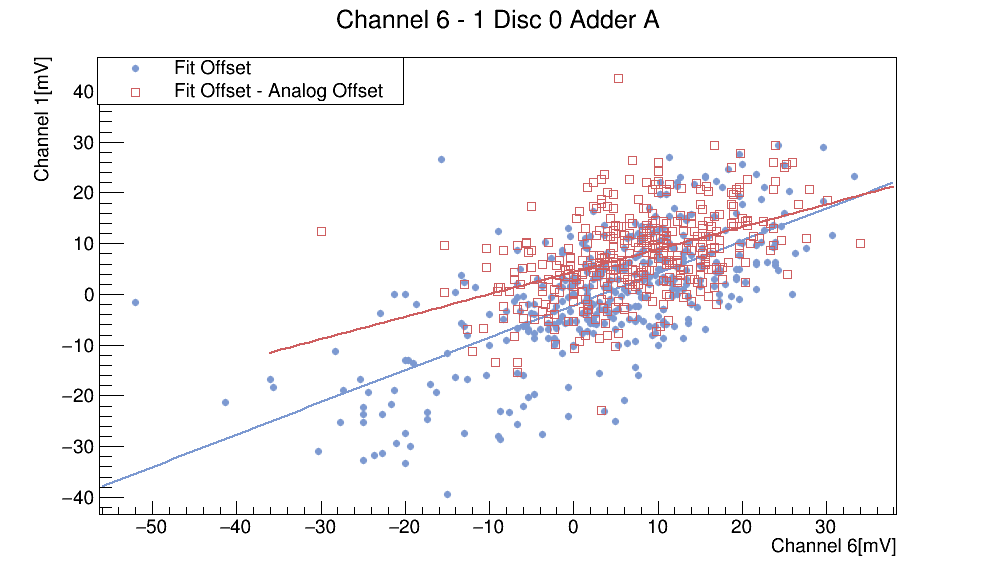 Channel 6 - 1 Disc 0 Adder A
Channel 1[mV]
Fit Offset
Fit Offset - Analog Offset
40
30
20
10
0
−10
−20
−30
−40
−50 −40 −30 −20 −10 0 10 20 30
Channel 6[mV]